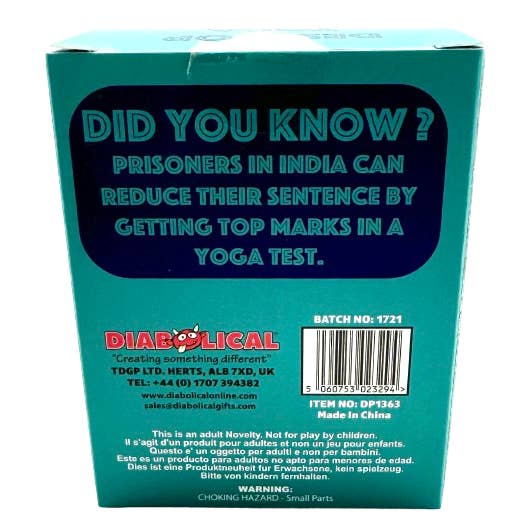 DID YOU KNOW?
PRISONERS IN INDIA CAN
REDUCE THEIR SENTENCE BY
GETTING TOP MARKS IN A
YOGA TEST.
BATCH NO: 1721
DIABOLICAL
"Creating something different"
TDGP LTD. HERTS, AL8 7XD, UK
TEL: +44 (0) 1707 394382
www.diabolicalonline.com
sales@diabolicalgifts.com
5 060753 023294 >
ITEM NO: DP1363
Made In China
This is an adult Novelty. Not for play by children.
Il s'agit d'un produit pour adultes et non un jeu pour enfants.
Questo e' un oggetto per adulti e non per bambini.
Este es un producto para adultos no apto para menores de edad.
Dies ist eine Produktneuheit fur Erwachsene, kein spielzeug.
Bitte von kindern fernhalten.
WARNING:
CHOKING HAZARD - Small Parts